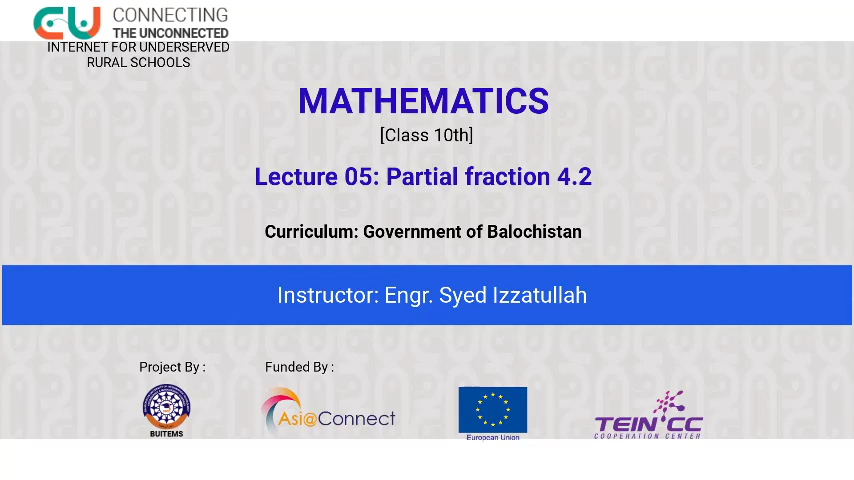 CONNECTING
THE UNCONNECTED
INTERNET FOR UNDERSERVED
RURAL SCHOOLS
MATHEMATICS
[Class 10th]
Lecture 05: Partial fraction 4.2
Curriculum: Government of Balochistan
Instructor: Engr. Syed Izzatullah
Project By :
Funded By :
BUITEMS
Asi@Connect
European Union
TEIN*CC
COOPERATION CENTER